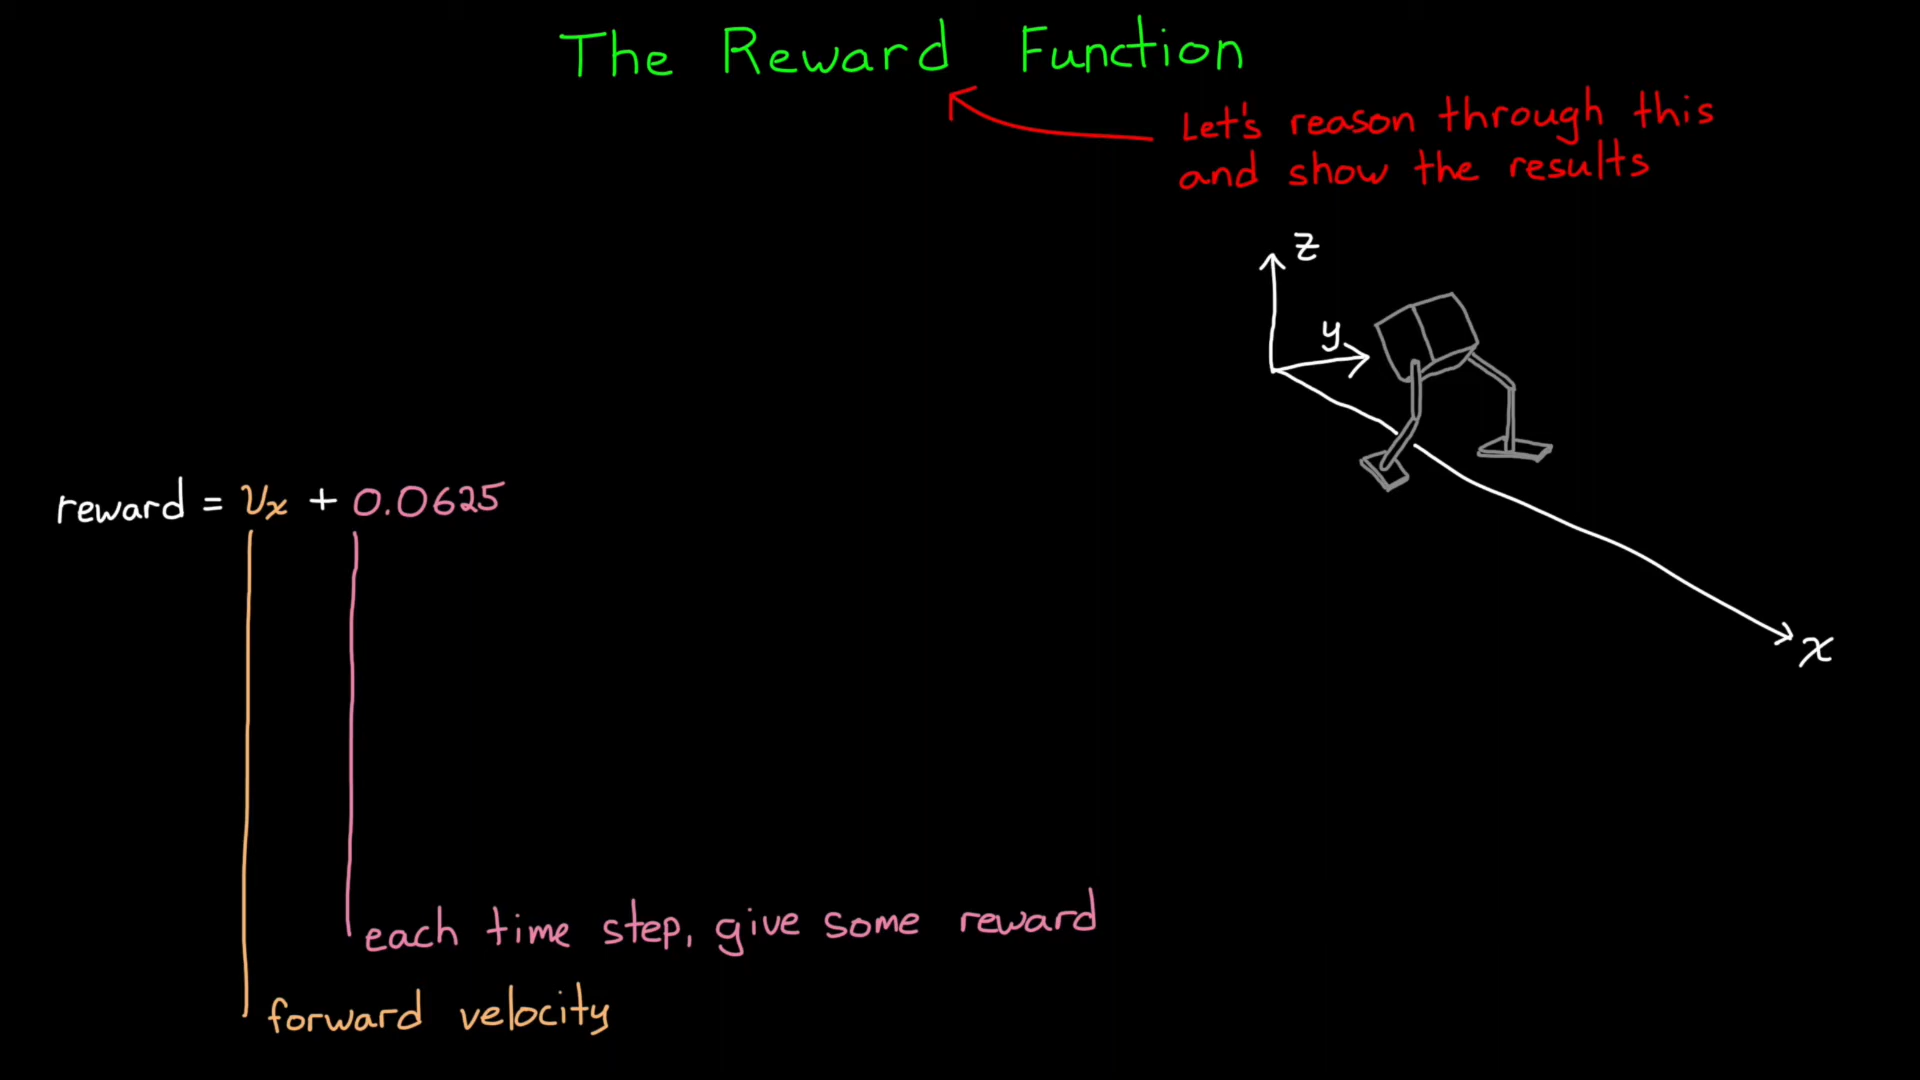 The Reward Function
Let's reason through this
and show the results
z
y
x
reward = vx + 0.0625
each time step, give some reward
forward velocity